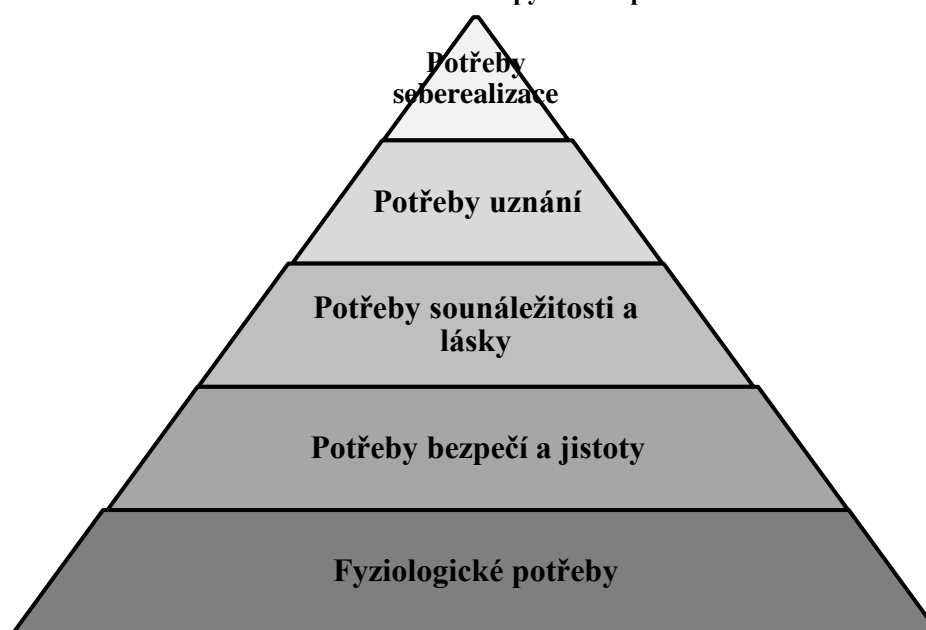 Potřeby
seberealizace
Potřeby uznání
Potřeby sounáležitosti a
lásky
Potřeby bezpečí a jistoty
Fyziologické potřeby